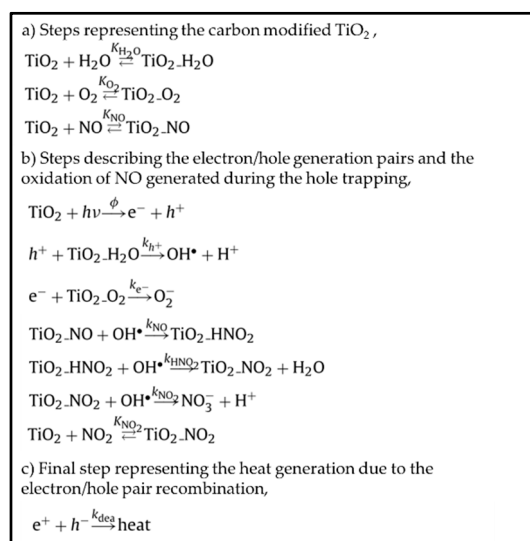 a) Steps representing the carbon modified TiO₂,
TiO₂ + H₂O ⇌ TiO₂_H₂O (K_H₂O)
TiO₂ + O₂ ⇌ TiO₂_O₂ (K_O₂)
TiO₂ + NO ⇌ TiO₂_NO (K_NO)
b) Steps describing the electron/hole generation pairs and the
oxidation of NO generated during the hole trapping,
TiO₂ + hν →(ϕ) e⁻ + h⁺
h⁺ + TiO₂_H₂O →(k_h⁺) OH• + H⁺
e⁻ + TiO₂_O₂ →(k_e⁻) O₂⁻
TiO₂_NO + OH• →(k_NO) TiO₂_HNO₂
TiO₂_HNO₂ + OH• →(k_HNO₂) TiO₂_NO₂ + H₂O
TiO₂_NO₂ + OH• →(k_NO₂) NO₃⁻ + H⁺
TiO₂ + NO₂ ⇌ TiO₂_NO₂ (K_NO₂)
c) Final step representing the heat generation due to the
electron/hole pair recombination,
e⁺ + h⁻ →(k_dea) heat